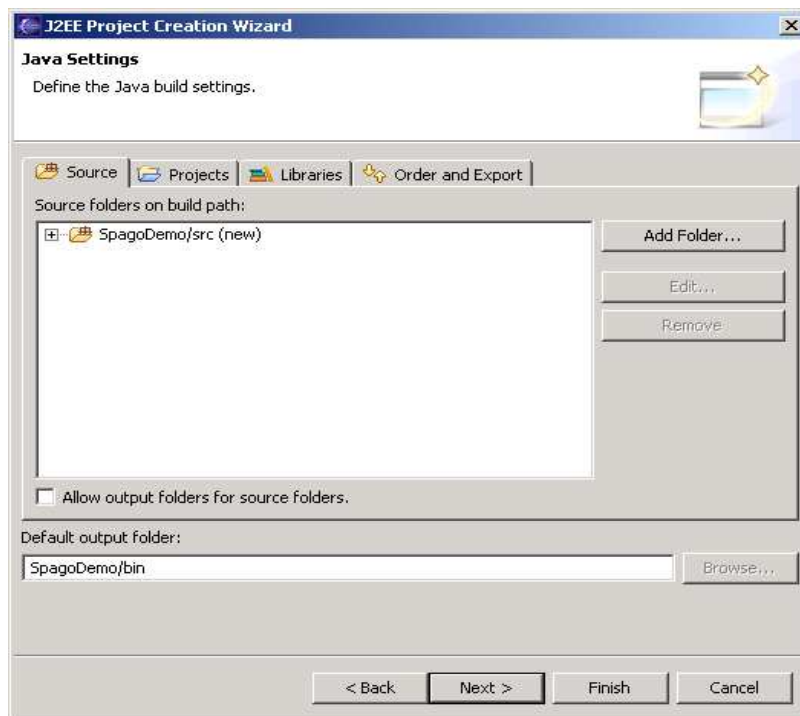 J2EE Project Creation Wizard
Java Settings
Define the Java build settings.
Source Projects Libraries Order and Export
Source folders on build path:
SpagoDemo/src (new)
Add Folder...
Edit...
Remove
Allow output folders for source folders.
Default output folder:
SpagoDemo/bin
Browse...
< Back Next > Finish Cancel